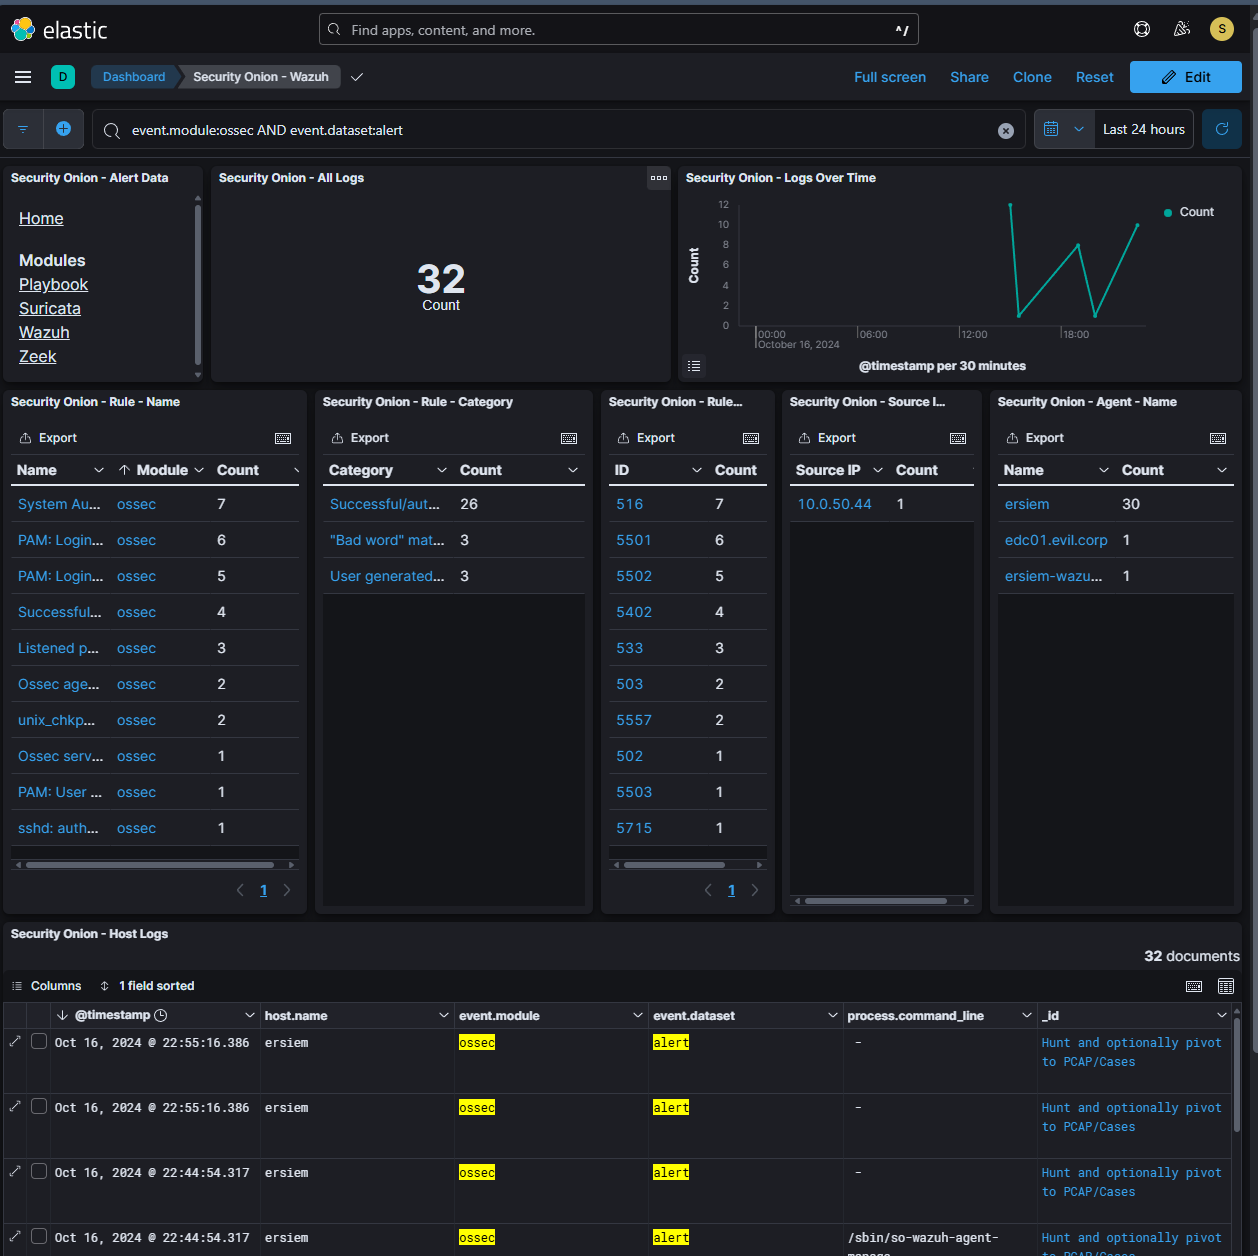 elastic
Find apps, content, and more.
^/
S
D
Dashboard
Security Onion - Wazuh
Full screen
Share
Clone
Reset
Edit
event.module:ossec AND event.dataset:alert
Last 24 hours
Security Onion - Alert Data
Home
Modules
Playbook
Suricata
Wazuh
Zeek
Security Onion - All Logs
32
Count
Security Onion - Logs Over Time
Count
12
10
8
6
4
2
0
00:00
October 16, 2024
06:00
12:00
18:00
@timestamp per 30 minutes
Count
Security Onion - Rule - Name
Export
Name Module Count
System Au... ossec 7
PAM: Login... ossec 6
PAM: Login... ossec 5
Successful... ossec 4
Listened p... ossec 3
Ossec age... ossec 2
unix_chkp... ossec 2
Ossec serv... ossec 1
PAM: User ... ossec 1
sshd: auth... ossec 1
1
Security Onion - Rule - Category
Export
Category Count
Successful/aut... 26
"Bad word" mat... 3
User generated... 3
Security Onion - Rule...
Export
ID Count
516 7
5501 6
5502 5
5402 4
533 3
503 2
5557 2
502 1
5503 1
5715 1
1
Security Onion - Source I...
Export
Source IP Count
10.0.50.44 1
Security Onion - Agent - Name
Export
Name Count
ersiem 30
edc01.evil.corp 1
ersiem-wazu... 1
Security Onion - Host Logs
32 documents
Columns
1 field sorted
@timestamp host.name event.module event.dataset process.command_line _id
Oct 16, 2024 @ 22:55:16.386 ersiem ossec alert - Hunt and optionally pivot
to PCAP/Cases
Oct 16, 2024 @ 22:55:16.386 ersiem ossec alert - Hunt and optionally pivot
to PCAP/Cases
Oct 16, 2024 @ 22:44:54.317 ersiem ossec alert - Hunt and optionally pivot
to PCAP/Cases
Oct 16, 2024 @ 22:44:54.317 ersiem ossec alert /sbin/so-wazuh-agent- Hunt and optionally pivot
to PCAP/Cases